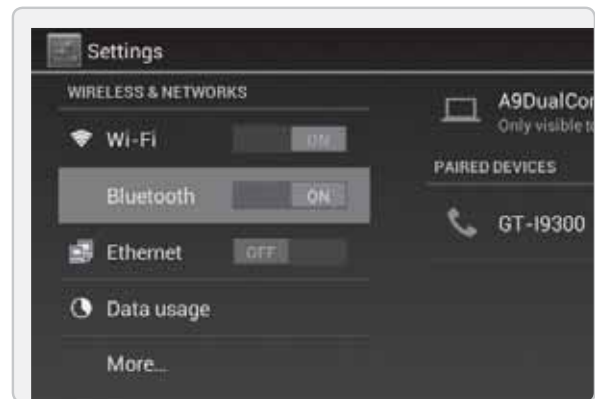 Settings
WIRELESS & NETWORKS
Wi-Fi ON
Bluetooth ON
Ethernet OFF
Data usage
More...
A9DualCor
Only visible to
PAIRED DEVICES
GT-I9300